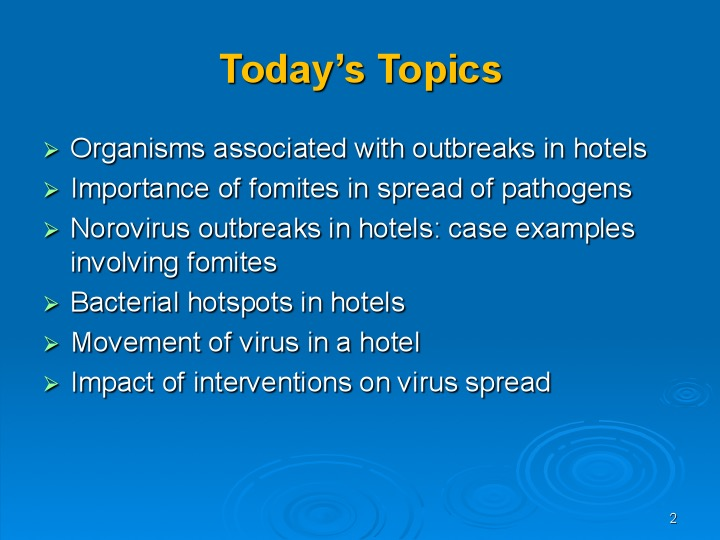 Today’s Topics
Organisms associated with outbreaks in hotels
Importance of fomites in spread of pathogens
Norovirus outbreaks in hotels: case examples
involving fomites
Bacterial hotspots in hotels
Movement of virus in a hotel
Impact of interventions on virus spread
2